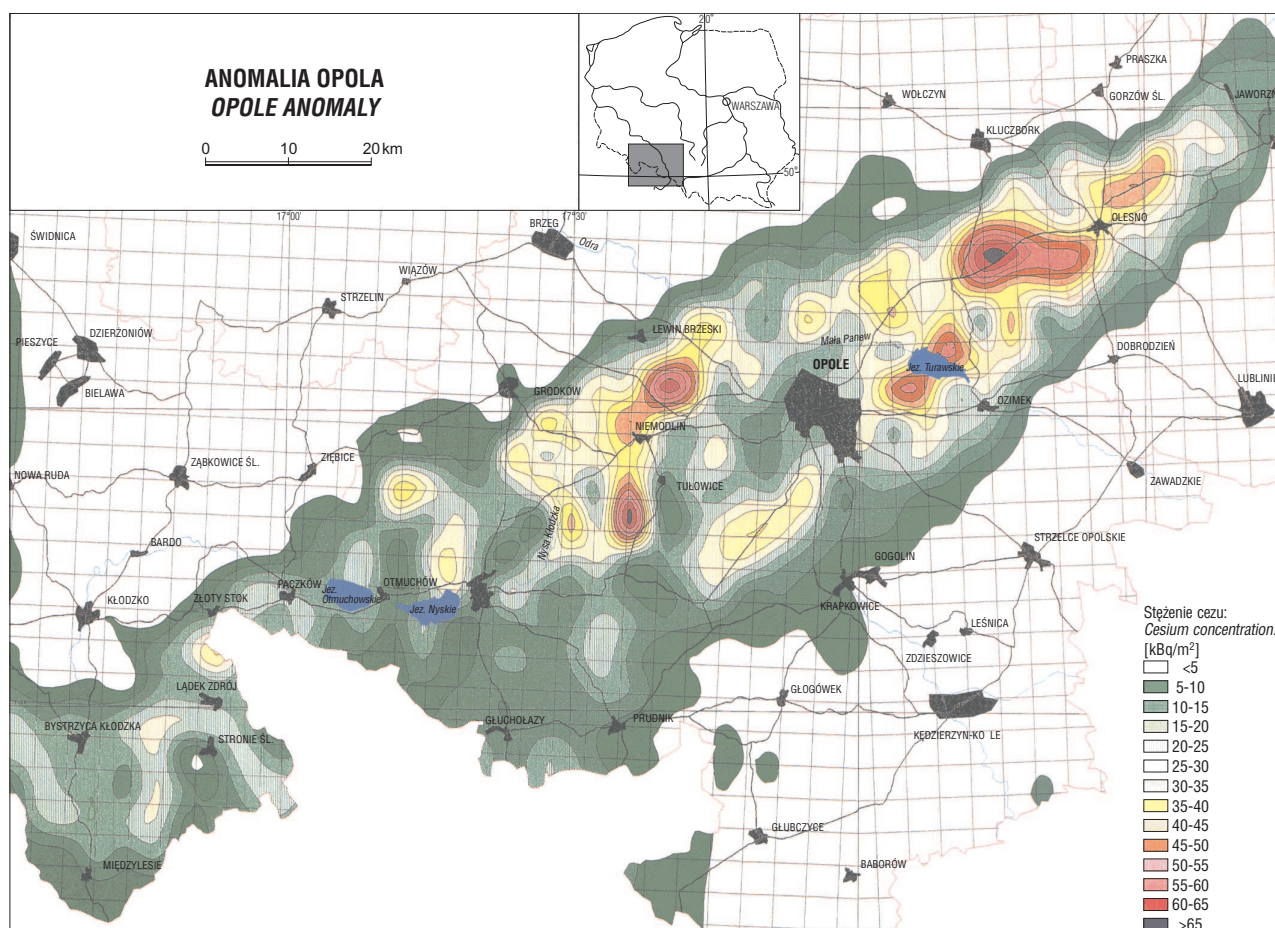 ANOMALIA OPOLA
OPOLE ANOMALY
0 10 20 km
20°
WARSZAWA
50°
PRASZKA
WOŁCZYN
GORZÓW ŚL.
JAWORZN
KLUCZBORK
17°00
17°30
BRZEG
Odra
OLESNO
ŚWIDNICA
WIĄZÓW
STRZELIN
DZIERŻONIÓW
PIESZYCE
LEWIN BRZESKI
Mała Panew
DOBRODZIEŃ
OPOLE
Jez. Turawskie
BIELAWA
GRODKÓW
LUBLINIE
OZIMEK
NIEMODLIN
ZĄBKOWICE ŚL.
ZIĘBICE
NOWA RUDA
TUŁOWICE
ZAWADZKIE
Nysa Kłodzka
BARDO
STRZELCE OPOLSKIE
GOGOLIN
PACZKÓW
Jez.
Otmuchowskie
OTMUCHÓW
Jez. Nyskie
KŁODZKO
ZŁOTY STOK
KRAPKOWICE
LEŚNICA
ZDZIESZOWICE
LĄDEK ZDRÓJ
GŁOGÓWEK
BYSTRZYCA KŁODZKA
STRONIE ŚL.
GŁUCHOŁAZY
PRUDNIK
KĘDZIERZYN-KO LE
GŁUBCZYCE
BABORÓW
MIĘDZYLESIE
Stężenie cezu:
Cesium concentration:
[kBq/m²]
<5
5-10
10-15
15-20
20-25
25-30
30-35
35-40
40-45
45-50
50-55
55-60
60-65
>65